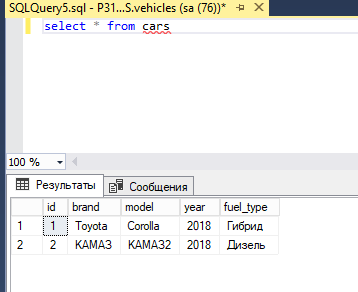 SQLQuery5.sql - P31...S.vehicles (sa (76))*
select * from cars
100 %
Результаты Сообщения
id brand model year fuel_type
1 1 Toyota Corolla 2018 Гибрид
2 2 КАМАЗ КАМАЗ2 2018 Дизель